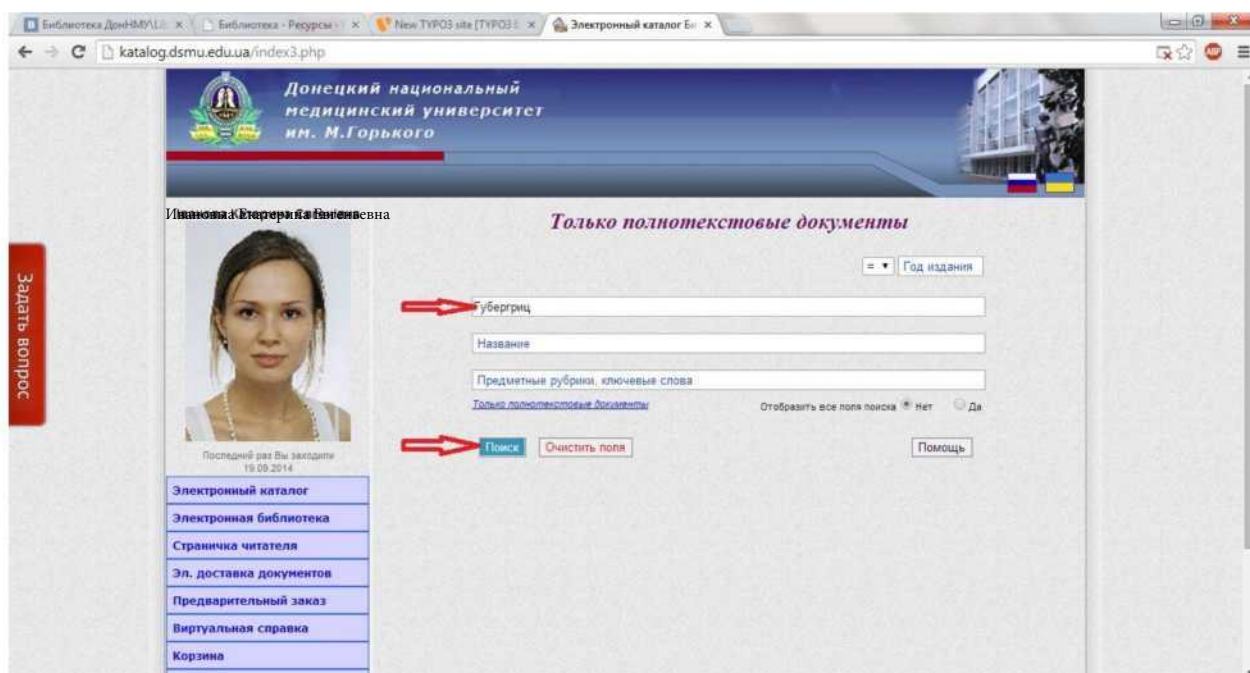 Библиотека ДонНМУ\
Библиотека - Ресурсы
New TYPO3 site [TYPO3
Электронный каталог
katalog.dsmu.edu.ua/index3.php
ABP
Донецкий национальный
медицинский университет
им. М.Горького
Только полнотекстовые документы
= Год издания
Губергриц
Название
Предметные рубрики, ключевые слова
Только полнотекстовые документы Отобразить все поля поиска Нет Да
Поиск Очистить поля Помощь
Задать вопрос
Последний раз Вы заходили
19.09.2014
Электронный каталог
Электронная библиотека
Страничка читателя
Эл. доставка документов
Предварительный заказ
Виртуальная справка
Корзина